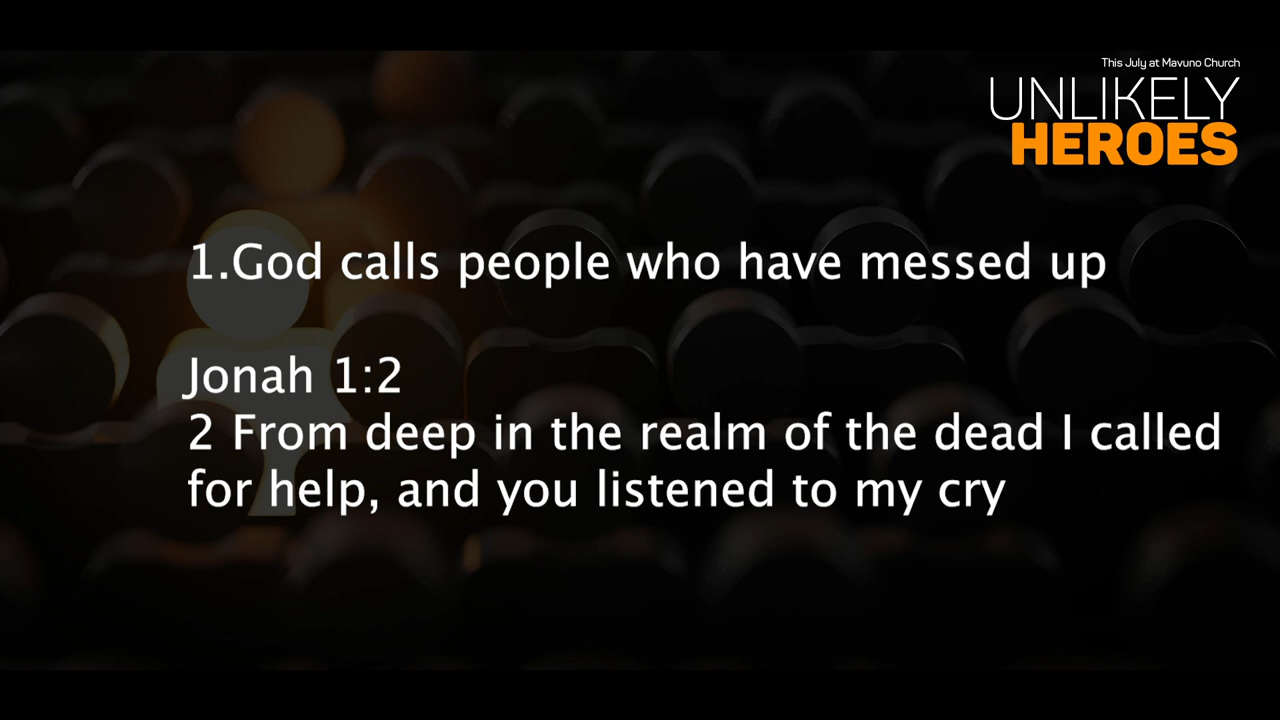 This July at Mavuno Church
UNLIKELY
HEROES
1.God calls people who have messed up
Jonah 1:2
2 From deep in the realm of the dead I called
for help, and you listened to my cry